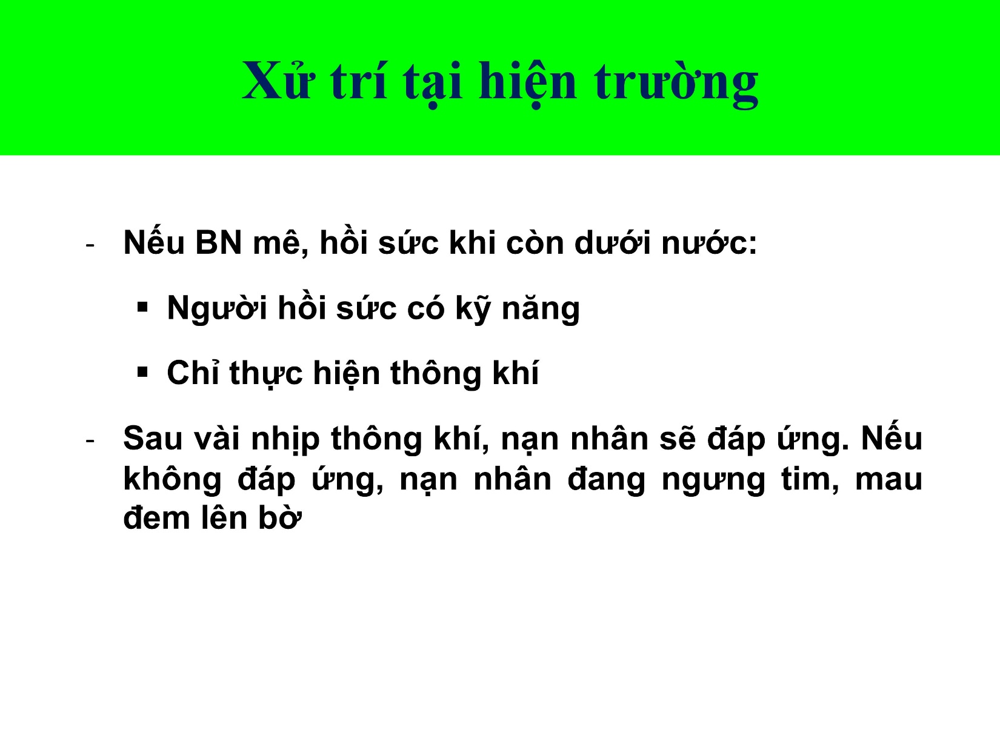 Xử trí tại hiện trường
- Nếu BN mê, hồi sức khi còn dưới nước:
▪ Người hồi sức có kỹ năng
▪ Chỉ thực hiện thông khí
- Sau vài nhịp thông khí, nạn nhân sẽ đáp ứng. Nếu
không đáp ứng, nạn nhân đang ngưng tim, mau
đem lên bờ